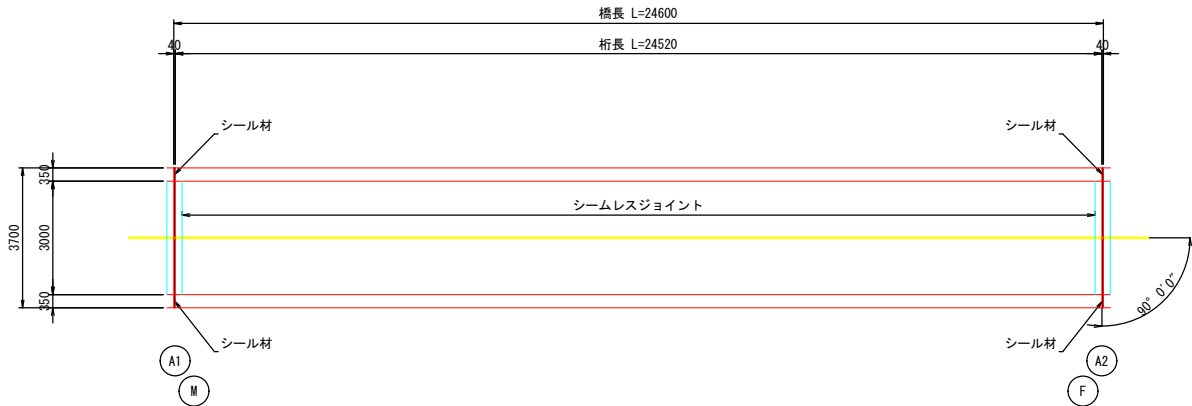 橋長 L=24600
40
桁長 L=24520
40
シール材
シール材
350
シームレスジョイント
3700
3000
350
90° 0'0"
シール材
シール材
A1
A2
M
F